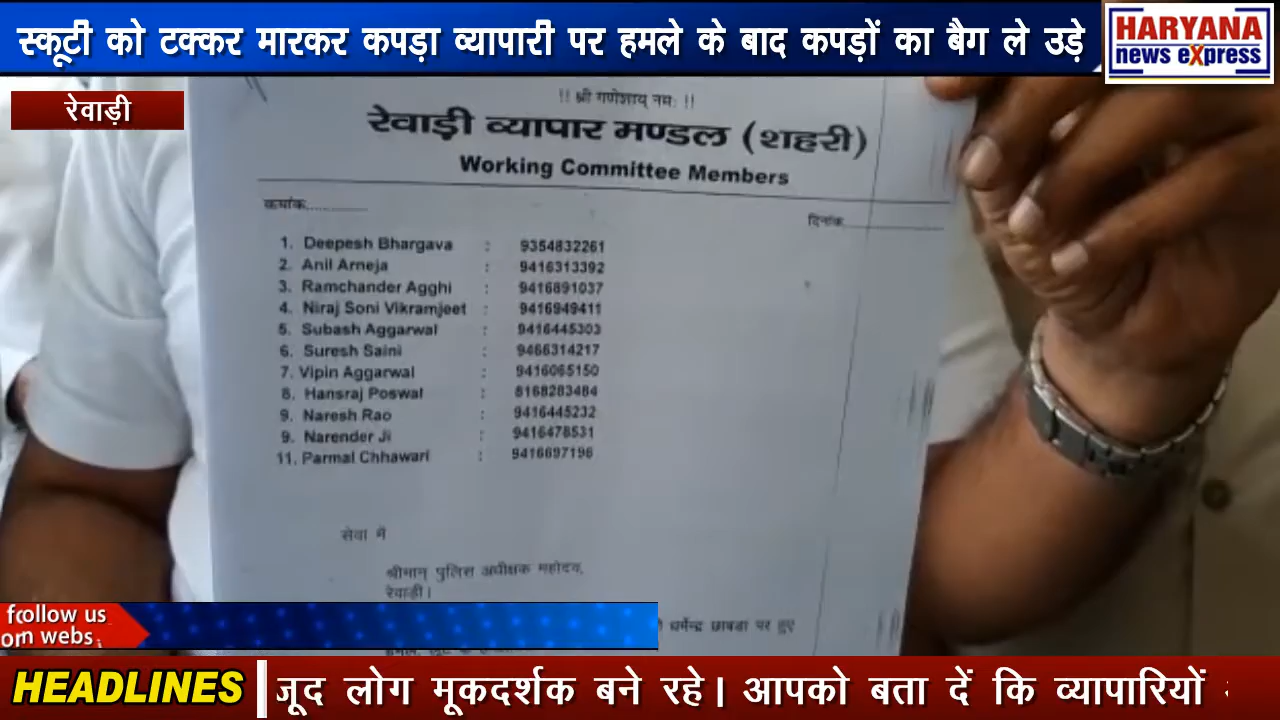 स्कूटी को टक्कर मारकर कपड़ा व्यापारी पर हमले के बाद कपड़ों का बैग ले उड़े
HARYANA
news eXpress
रेवाड़ी
!! श्री गणेशाय् नमः !!
रेवाड़ी व्यापार मण्डल (शहरी)
Working Committee Members
कमांक..............
दिनांक
1. Deepesh Bhargava : 9354832261
2. Anil Arneja : 9416313392
3. Ramchander Agghi : 9416891037
4. Niraj Soni Vikramjeet : 9416949411
5. Subash Aggarwal : 9416445303
6. Suresh Saini : 9466314217
7. Vipin Aggarwal : 9416065150
8. Hansraj Poswal : 8168283484
9. Naresh Rao : 9416445232
9. Narender Ji : 9416478531
11. Parmal Chhawari : 9416697196
सेवा में
श्रीमान् पुलिस अधीक्षक महोदय,
रेवाड़ी।
धर्मेन्द्र छाबडा पर हुए
follow us
webs
HEADLINES
जूद लोग मूकदर्शक बने रहे। आपको बता दें कि व्यापारियों